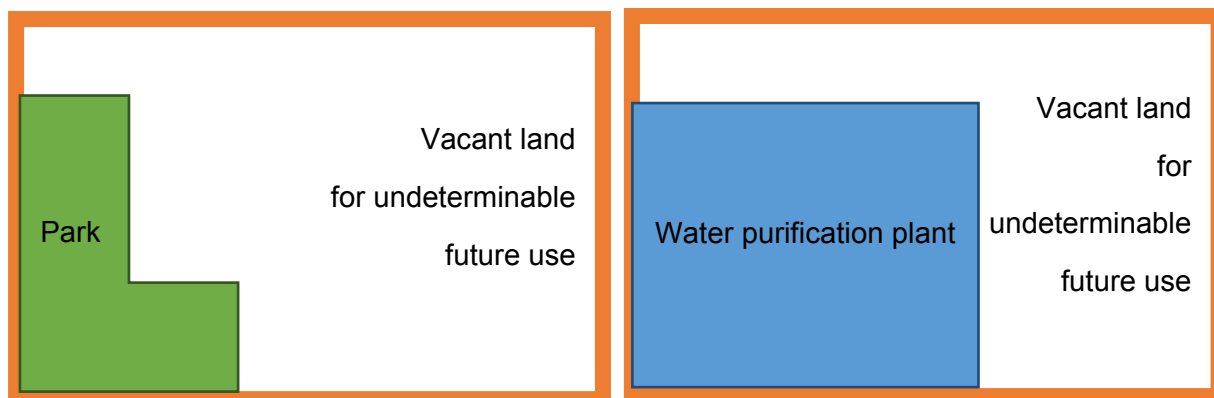 Vacant land
for undeterminable
future use
Park
Vacant land
for
undeterminable
future use
Water purification plant